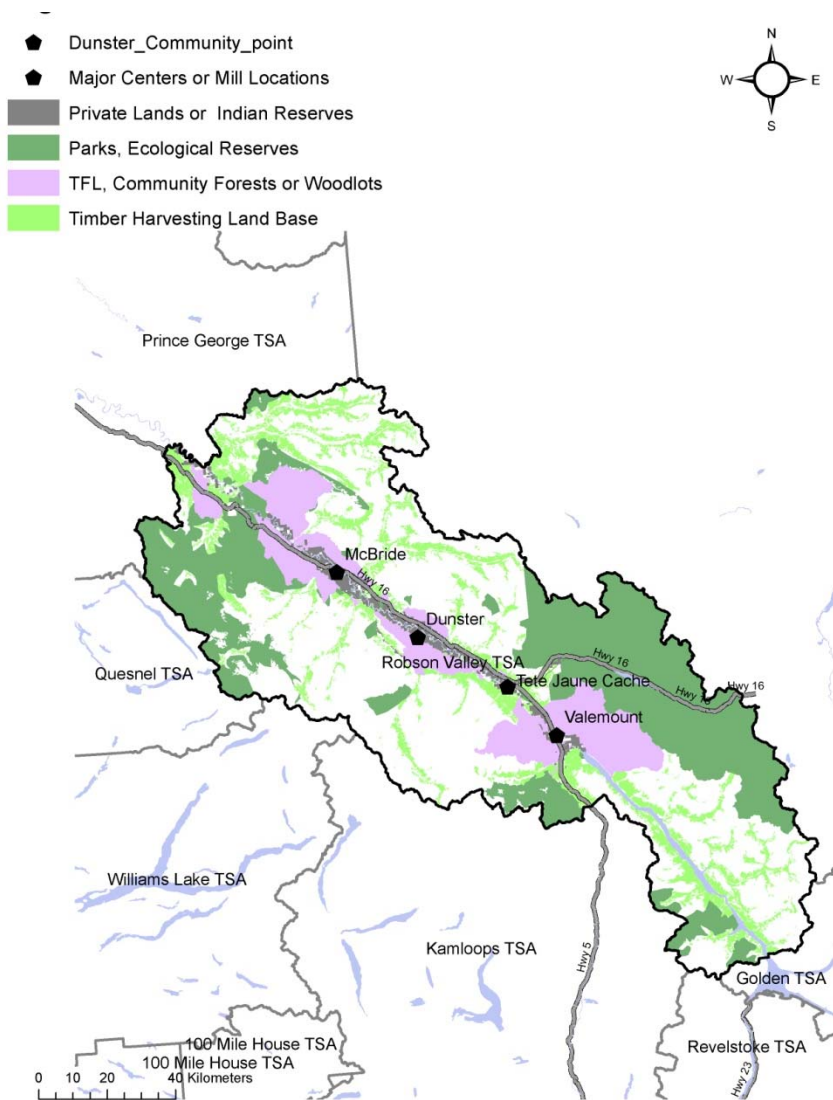 Dunster_Community_point
N
Major Centers or Mill Locations
W
E
Private Lands or  Indian Reserves
S
Parks, Ecological Reserves
TFL, Community Forests or Woodlots
Timber Harvesting Land Base
Prince George TSA
McBride
Hwy 16
Dunster
Robson Valley TSA
Quesnel TSA
Hwy 16
Tete Jaune Cache
Hwy 16
Hwy 16
Valemount
Williams Lake TSA
Kamloops TSA
Hwy 5
Golden TSA
100 Mile House TSA
Revelstoke TSA
100 Mile House TSA
0 10 20 40 Kilometers
Hwy 23